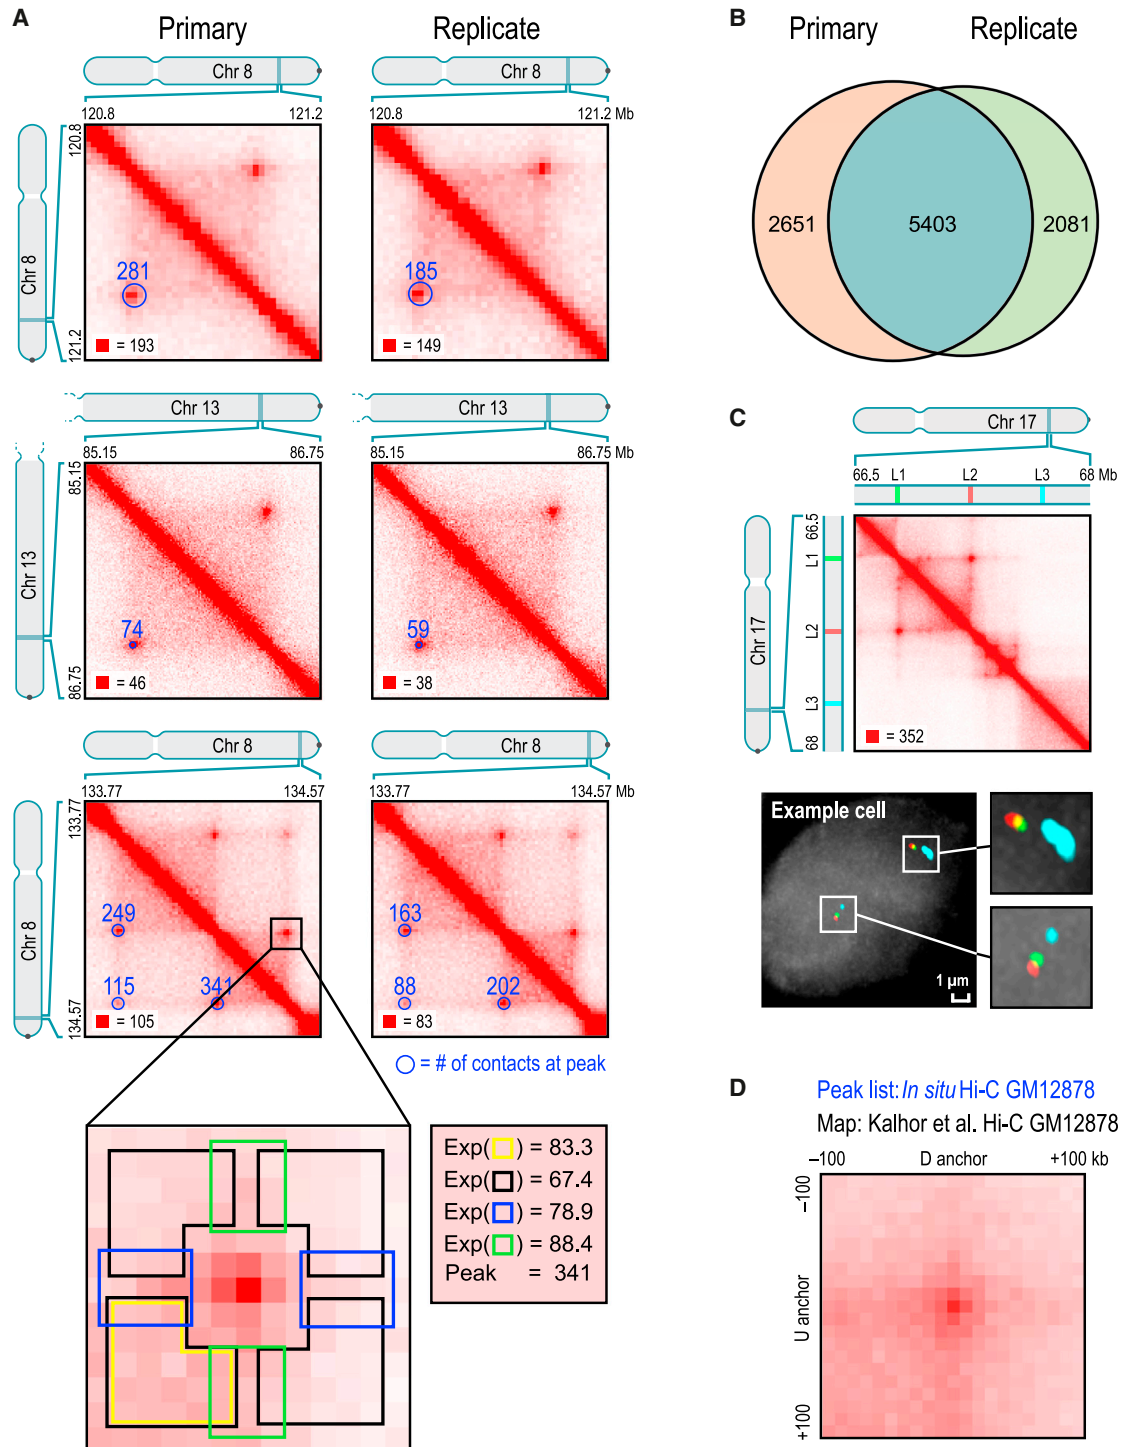 A
Primary
Replicate
Chr 8
Chr 8
120.8
121.2
120.8
121.2 Mb
Chr 8
120.8
121.2
281
= 193
185
= 149
Chr 13
Chr 13
85.15
86.75
85.15
86.75 Mb
Chr 13
85.15
86.75
74
= 46
59
= 38
Chr 8
Chr 8
133.77
134.57
133.77
134.57 Mb
Chr 8
133.77
134.57
249
115
341
= 105
163
88
202
= 83
= # of contacts at peak
Exp( ) = 83.3
Exp( ) = 67.4
Exp( ) = 78.9
Exp( ) = 88.4
Peak = 341
B
Primary
Replicate
2651
5403
2081
C
Chr 17
66.5 L1 L2 L3 68 Mb
Chr 17
66.5
L1
L2
L3
68
= 352
Example cell
1 µm
D
Peak list: In situ Hi-C GM12878
Map: Kalhor et al. Hi-C GM12878
–100 D anchor +100 kb
–100
U anchor
+100